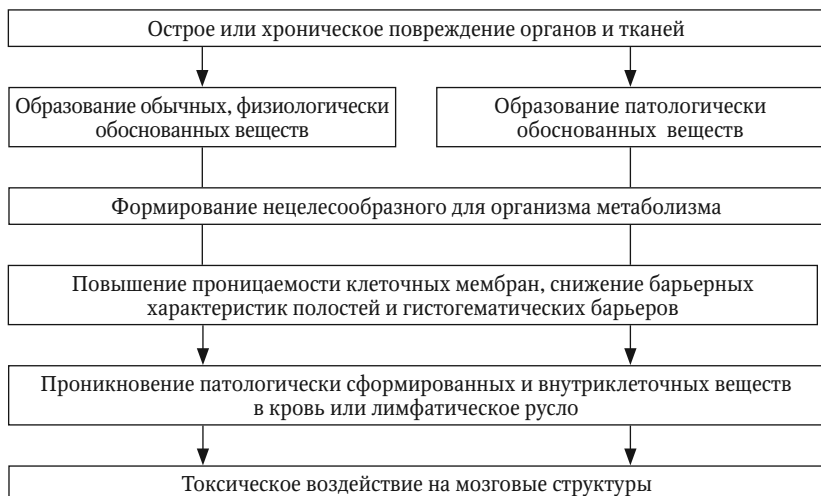 Острое или хроническое повреждение органов и тканей
Образование обычных, физиологически
обоснованных веществ
Образование патологически
обоснованных веществ
Формирование нецелесообразного для организма метаболизма
Повышение проницаемости клеточных мембран, снижение барьерных
характеристик полостей и гистогематических барьеров
Проникновение патологически сформированных и внутриклеточных веществ
в кровь или лимфатическое русло
Токсическое воздействие на мозговые структуры